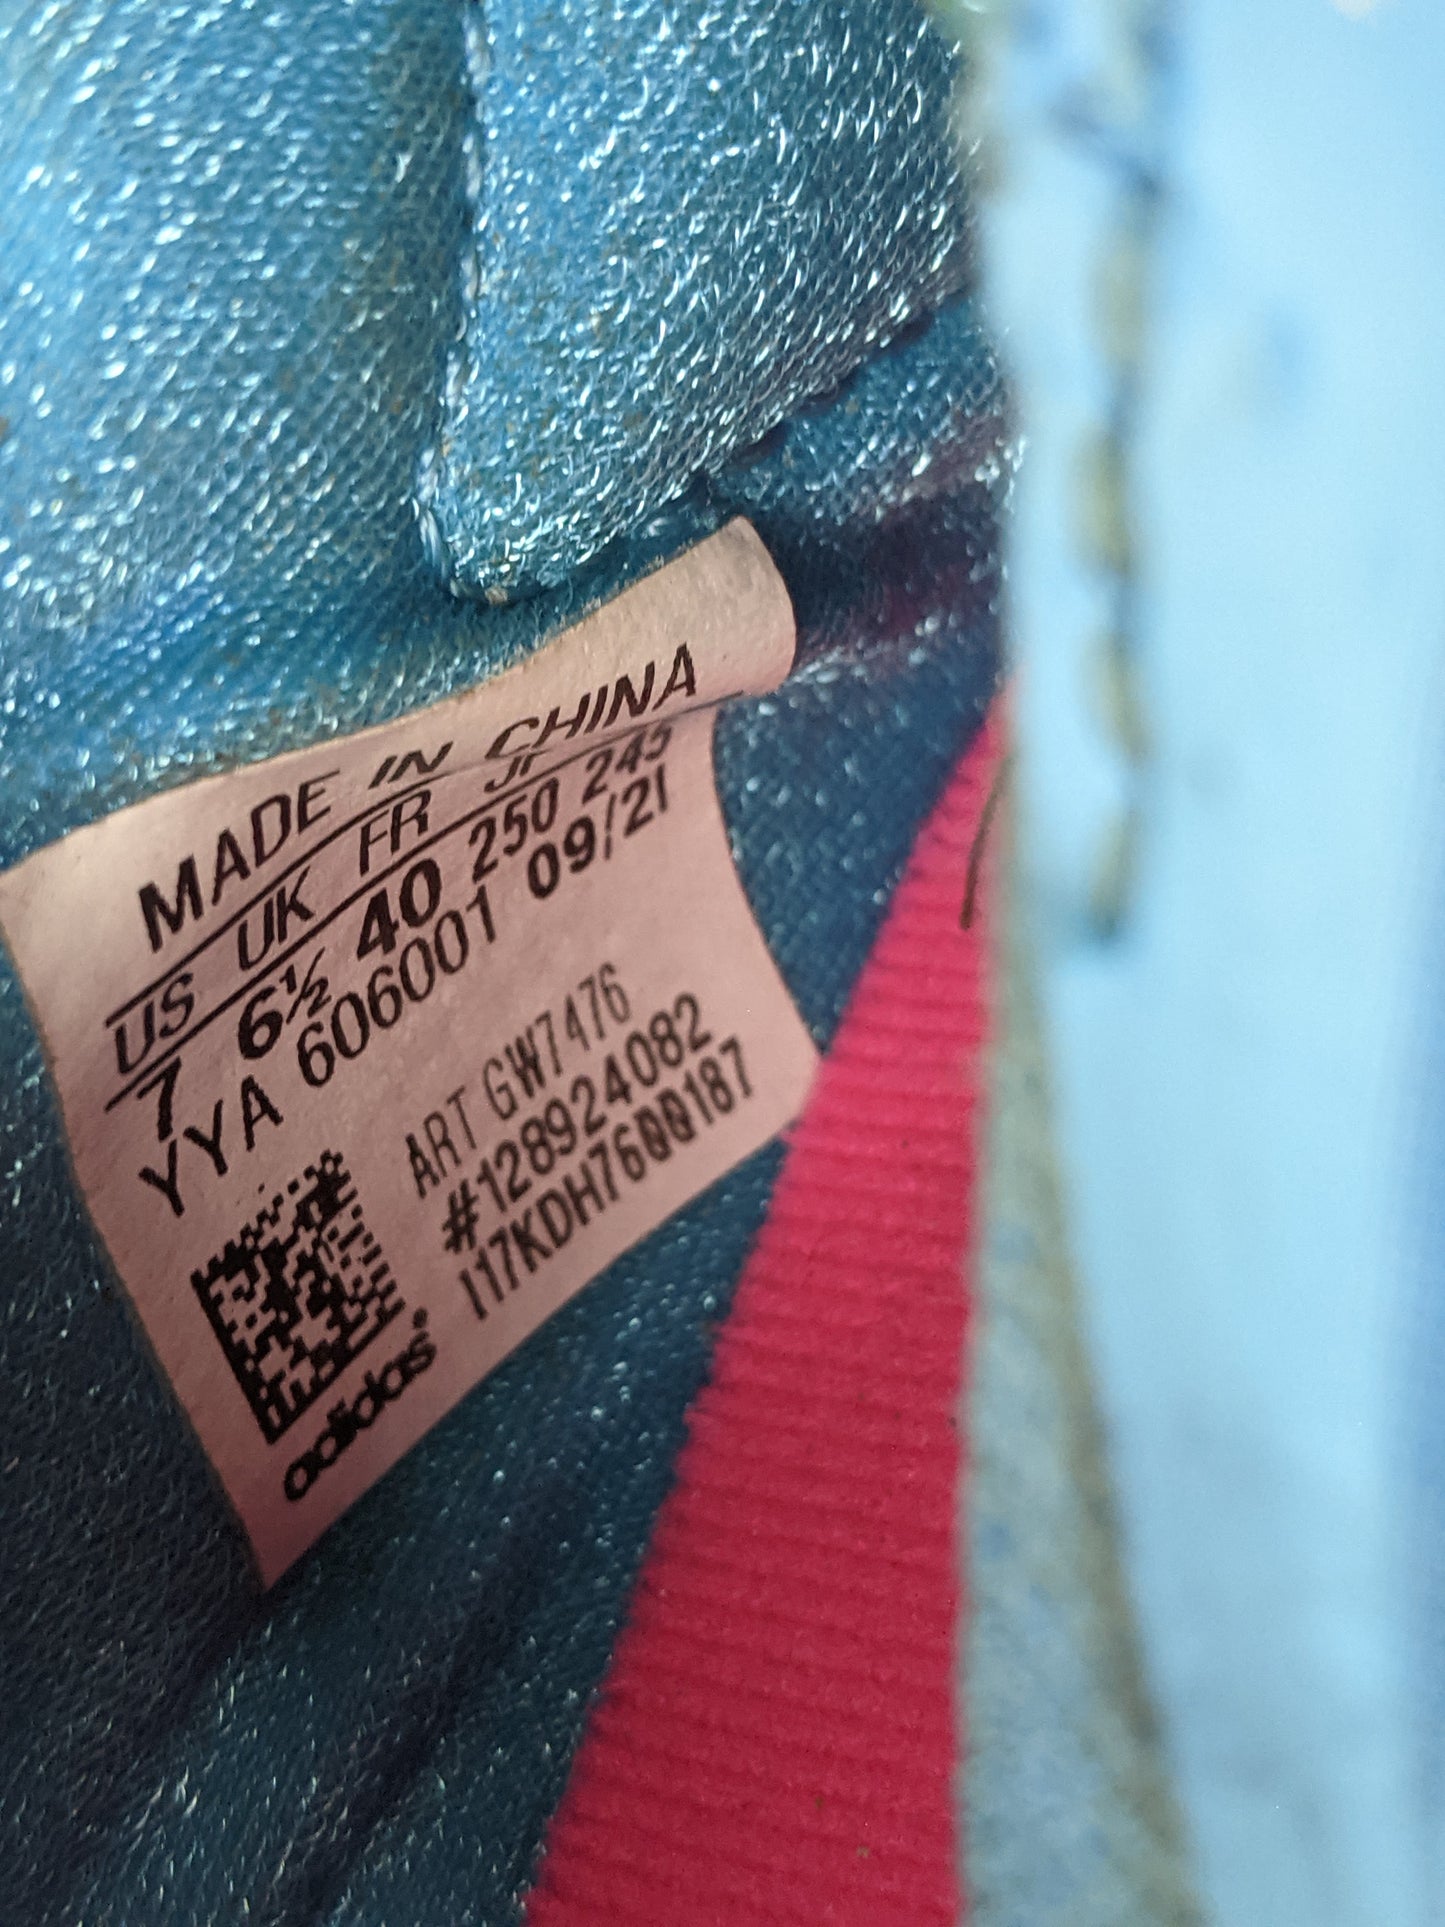 MADE IN CHINA
US UK FR JP
7 6½ 40 250 245
YYA 606001 09/21
ART GW7476
#128924082
adidas®